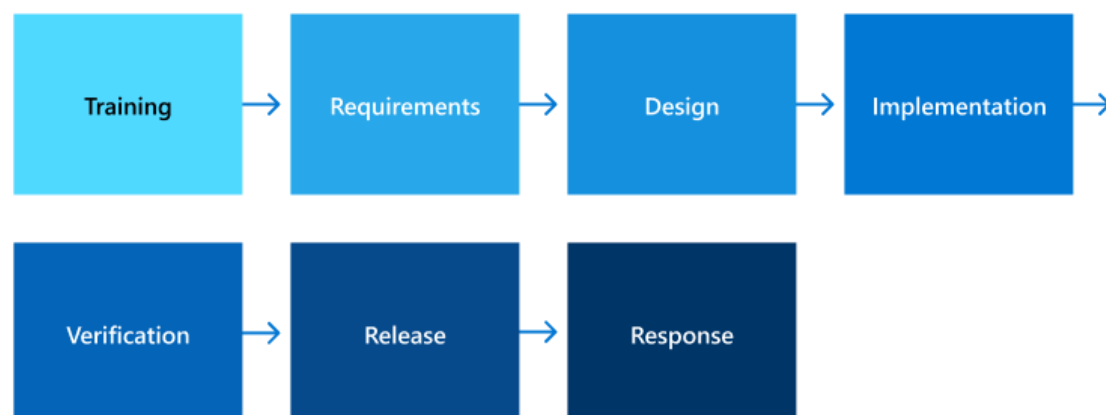 Training
Requirements
Design
Implementation
Verification
Release
Response